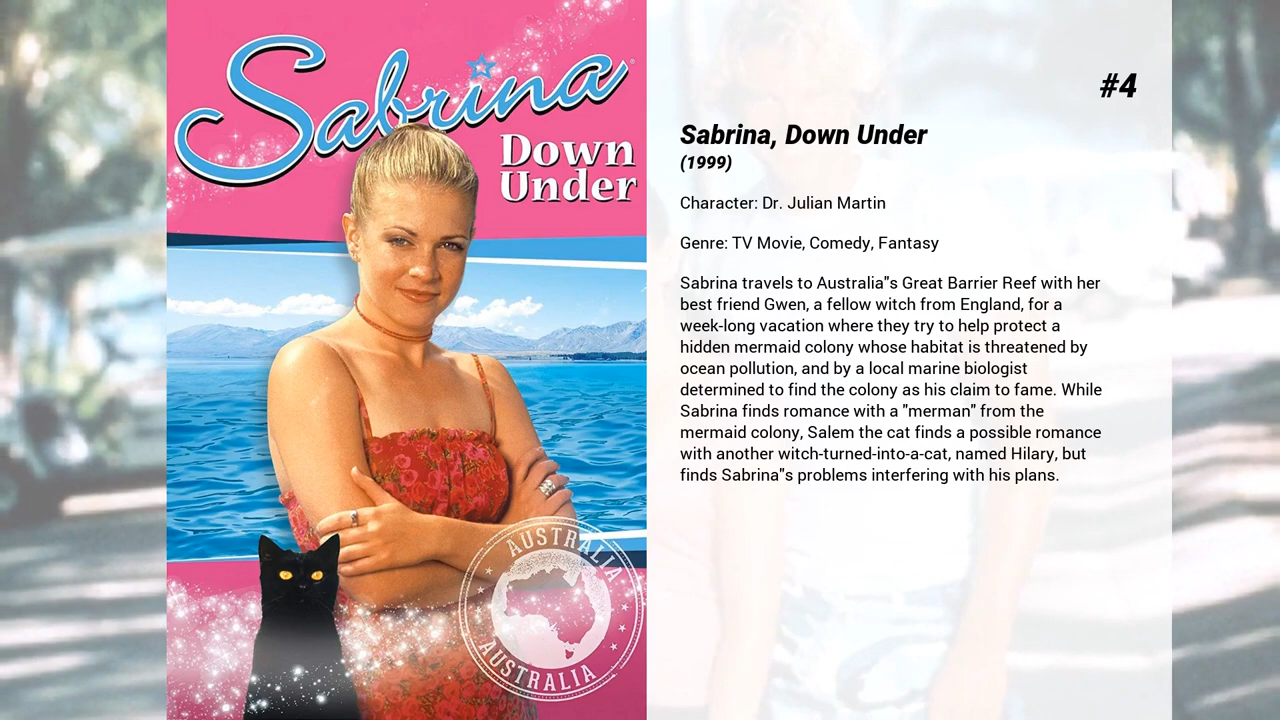 Sabrina
Down
Under
AUSTRALIA
AUSTRALIA
#4
Sabrina, Down Under
(1999)
Character: Dr. Julian Martin
Genre: TV Movie, Comedy, Fantasy
Sabrina travels to Australia"s Great Barrier Reef with her
best friend Gwen, a fellow witch from England, for a
week-long vacation where they try to help protect a
hidden mermaid colony whose habitat is threatened by
ocean pollution, and by a local marine biologist
determined to find the colony as his claim to fame. While
Sabrina finds romance with a "merman" from the
mermaid colony, Salem the cat finds a possible romance
with another witch-turned-into-a-cat, named Hilary, but
finds Sabrina"s problems interfering with his plans.